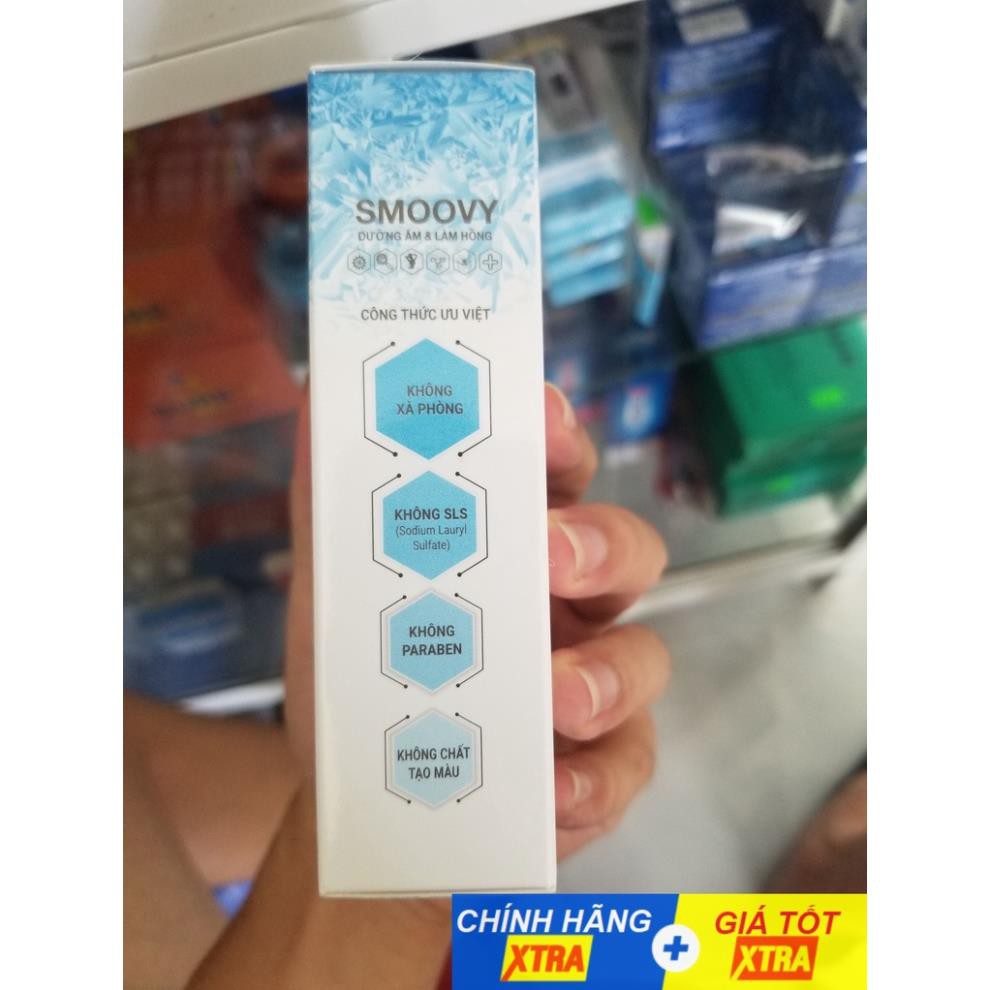 SMOOVY
DƯỠNG ẨM & LÀM HỒNG
CÔNG THỨC ƯU VIỆT
KHÔNG
XÀ PHÒNG
KHÔNG SLS
(Sodium Lauryl
Sulfate)
KHÔNG
PARABEN
KHÔNG CHẤT
TẠO MÀU
CHÍNH HÃNG
XTRA
+
GIÁ TỐT
XTRA